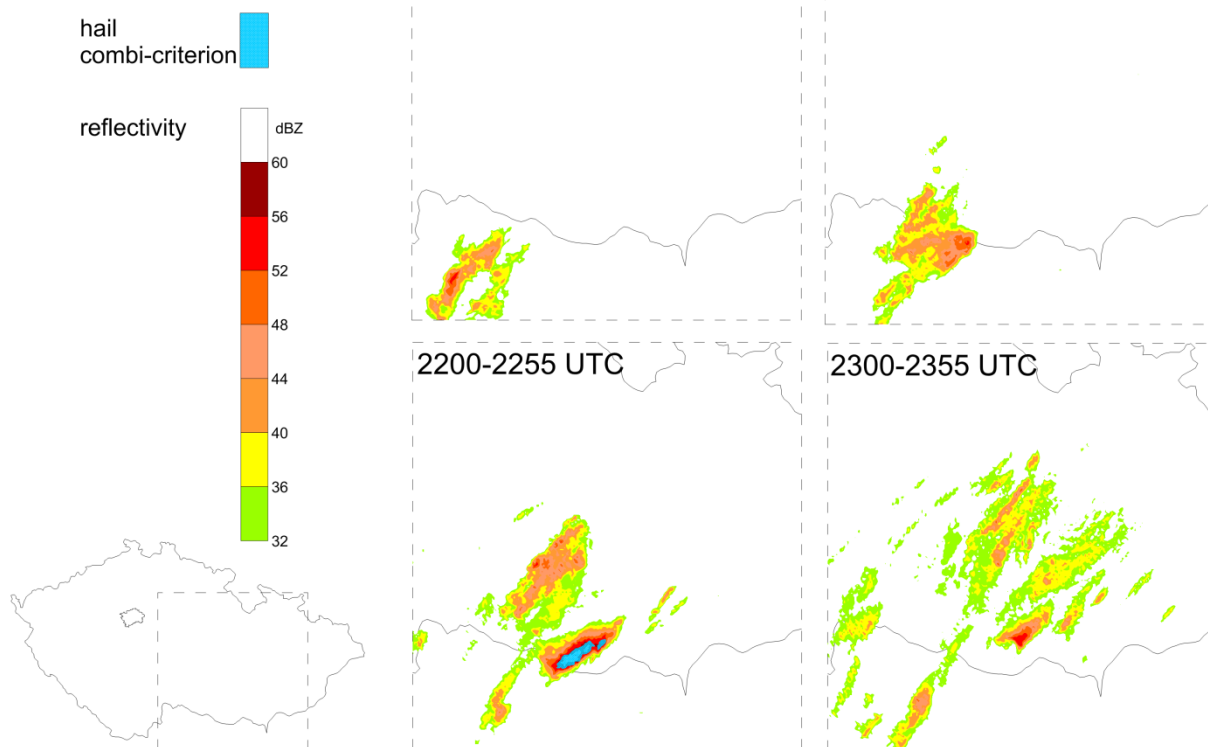 hail
combi-criterion
reflectivity
dBZ
60
56
52
48
44
40
36
32
2200-2255 UTC
2300-2355 UTC